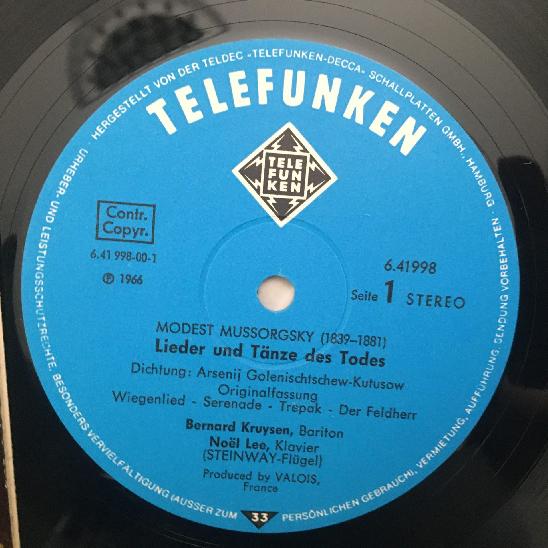 HERGESTELLT VON DER TELDEC »TELEFUNKEN-DECCA« SCHALLPLATTEN GMBH., HAMBURG ·
URHEBER- UND LEISTUNGSSCHUTZRECHTE, BESONDERS VERVIELFÄLTIGUNG (AUSSER ZUM
PERSÖNLICHEN GEBRAUCH), VERMIETUNG, AUFFÜHRUNG, SENDUNG VORBEHALTEN ·
TELEFUNKEN
TELE
FUN
KEN
Contr.
Copyr.
6.41 998-00-1
Ⓟ 1966
6.41998
Seite 1 STEREO
MODEST MUSSORGSKY (1839–1881)
Lieder und Tänze des Todes
Dichtung: Arsenij Golenischtschew-Kutusow
Originalfassung
Wiegenlied - Serenade - Trepak - Der Feldherr
Bernard Kruysen, Bariton
Noël Lee, Klavier
(STEINWAY-Flügel)
Produced by VALOIS,
France
33